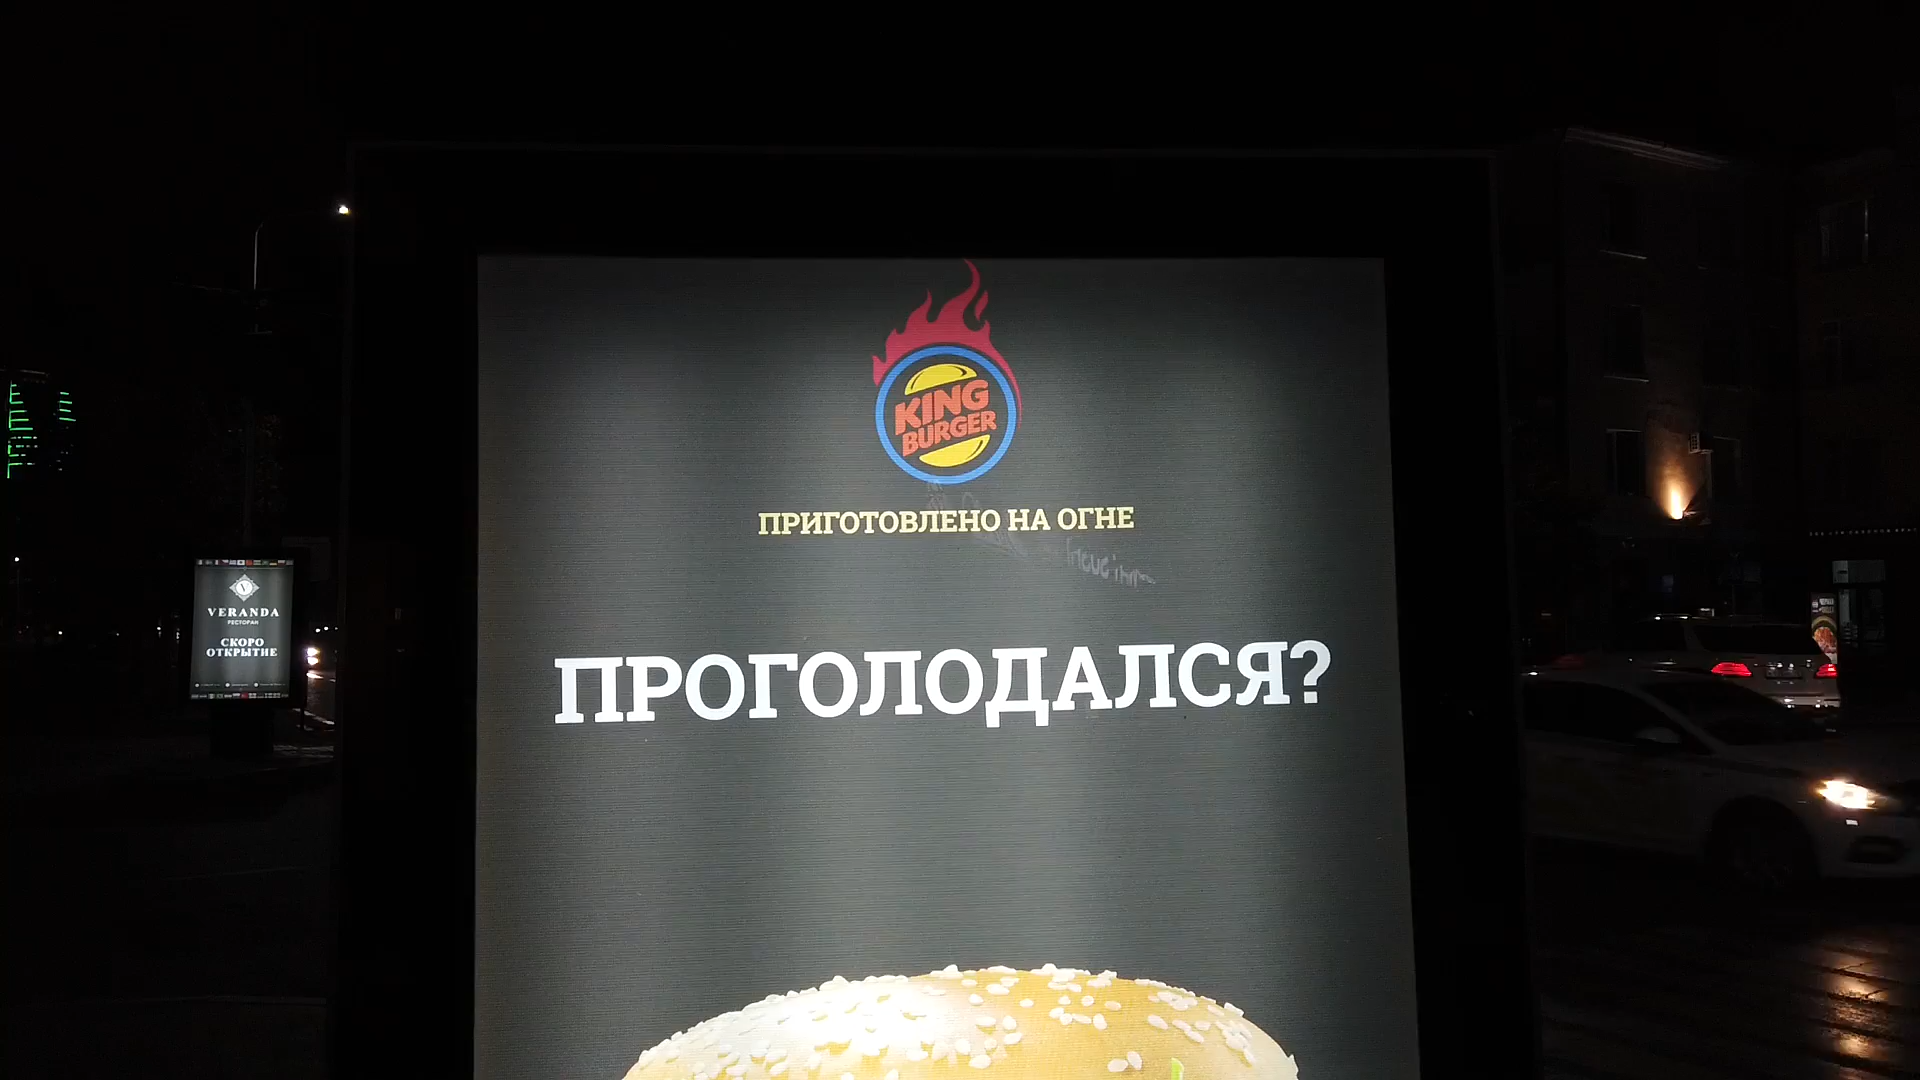 KING
BURGER
ПРИГОТОВЛЕНО НА ОГНЕ
ПРОГОЛОДАЛСЯ?
VERANDA
РЕСТОРАН
СКОРО
ОТКРЫТИЕ